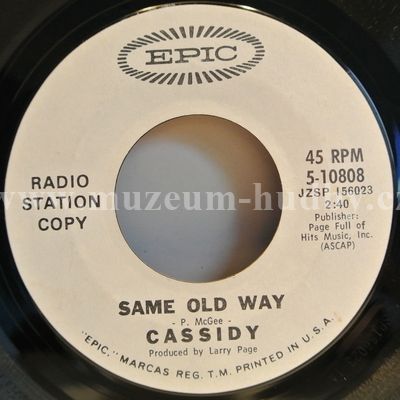 EPIC
RADIO
STATION
COPY
45 RPM
5-10808
JZSP 156023
2:40
Publisher:
Page Full of
Hits Music, Inc.
(ASCAP)
www.muzeum-hudby.cz
SAME OLD WAY
- P. McGee -
CASSIDY
Produced by Larry Page
"EPIC," MARCAS REG. T.M. PRINTED IN U.S.A.